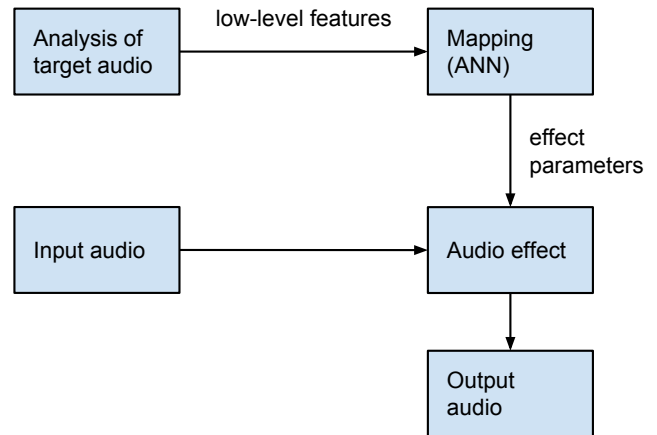 low-level features
Analysis of
target audio
Mapping
(ANN)
effect
parameters
Input audio
Audio effect
Output
audio